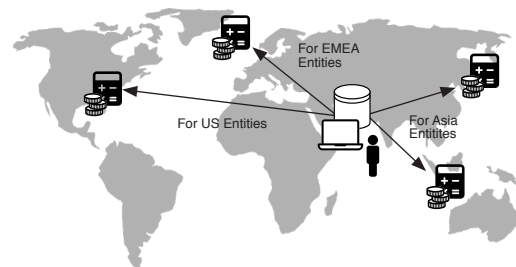 For EMEA
Entities
For US Entities
For Asia
Entitites